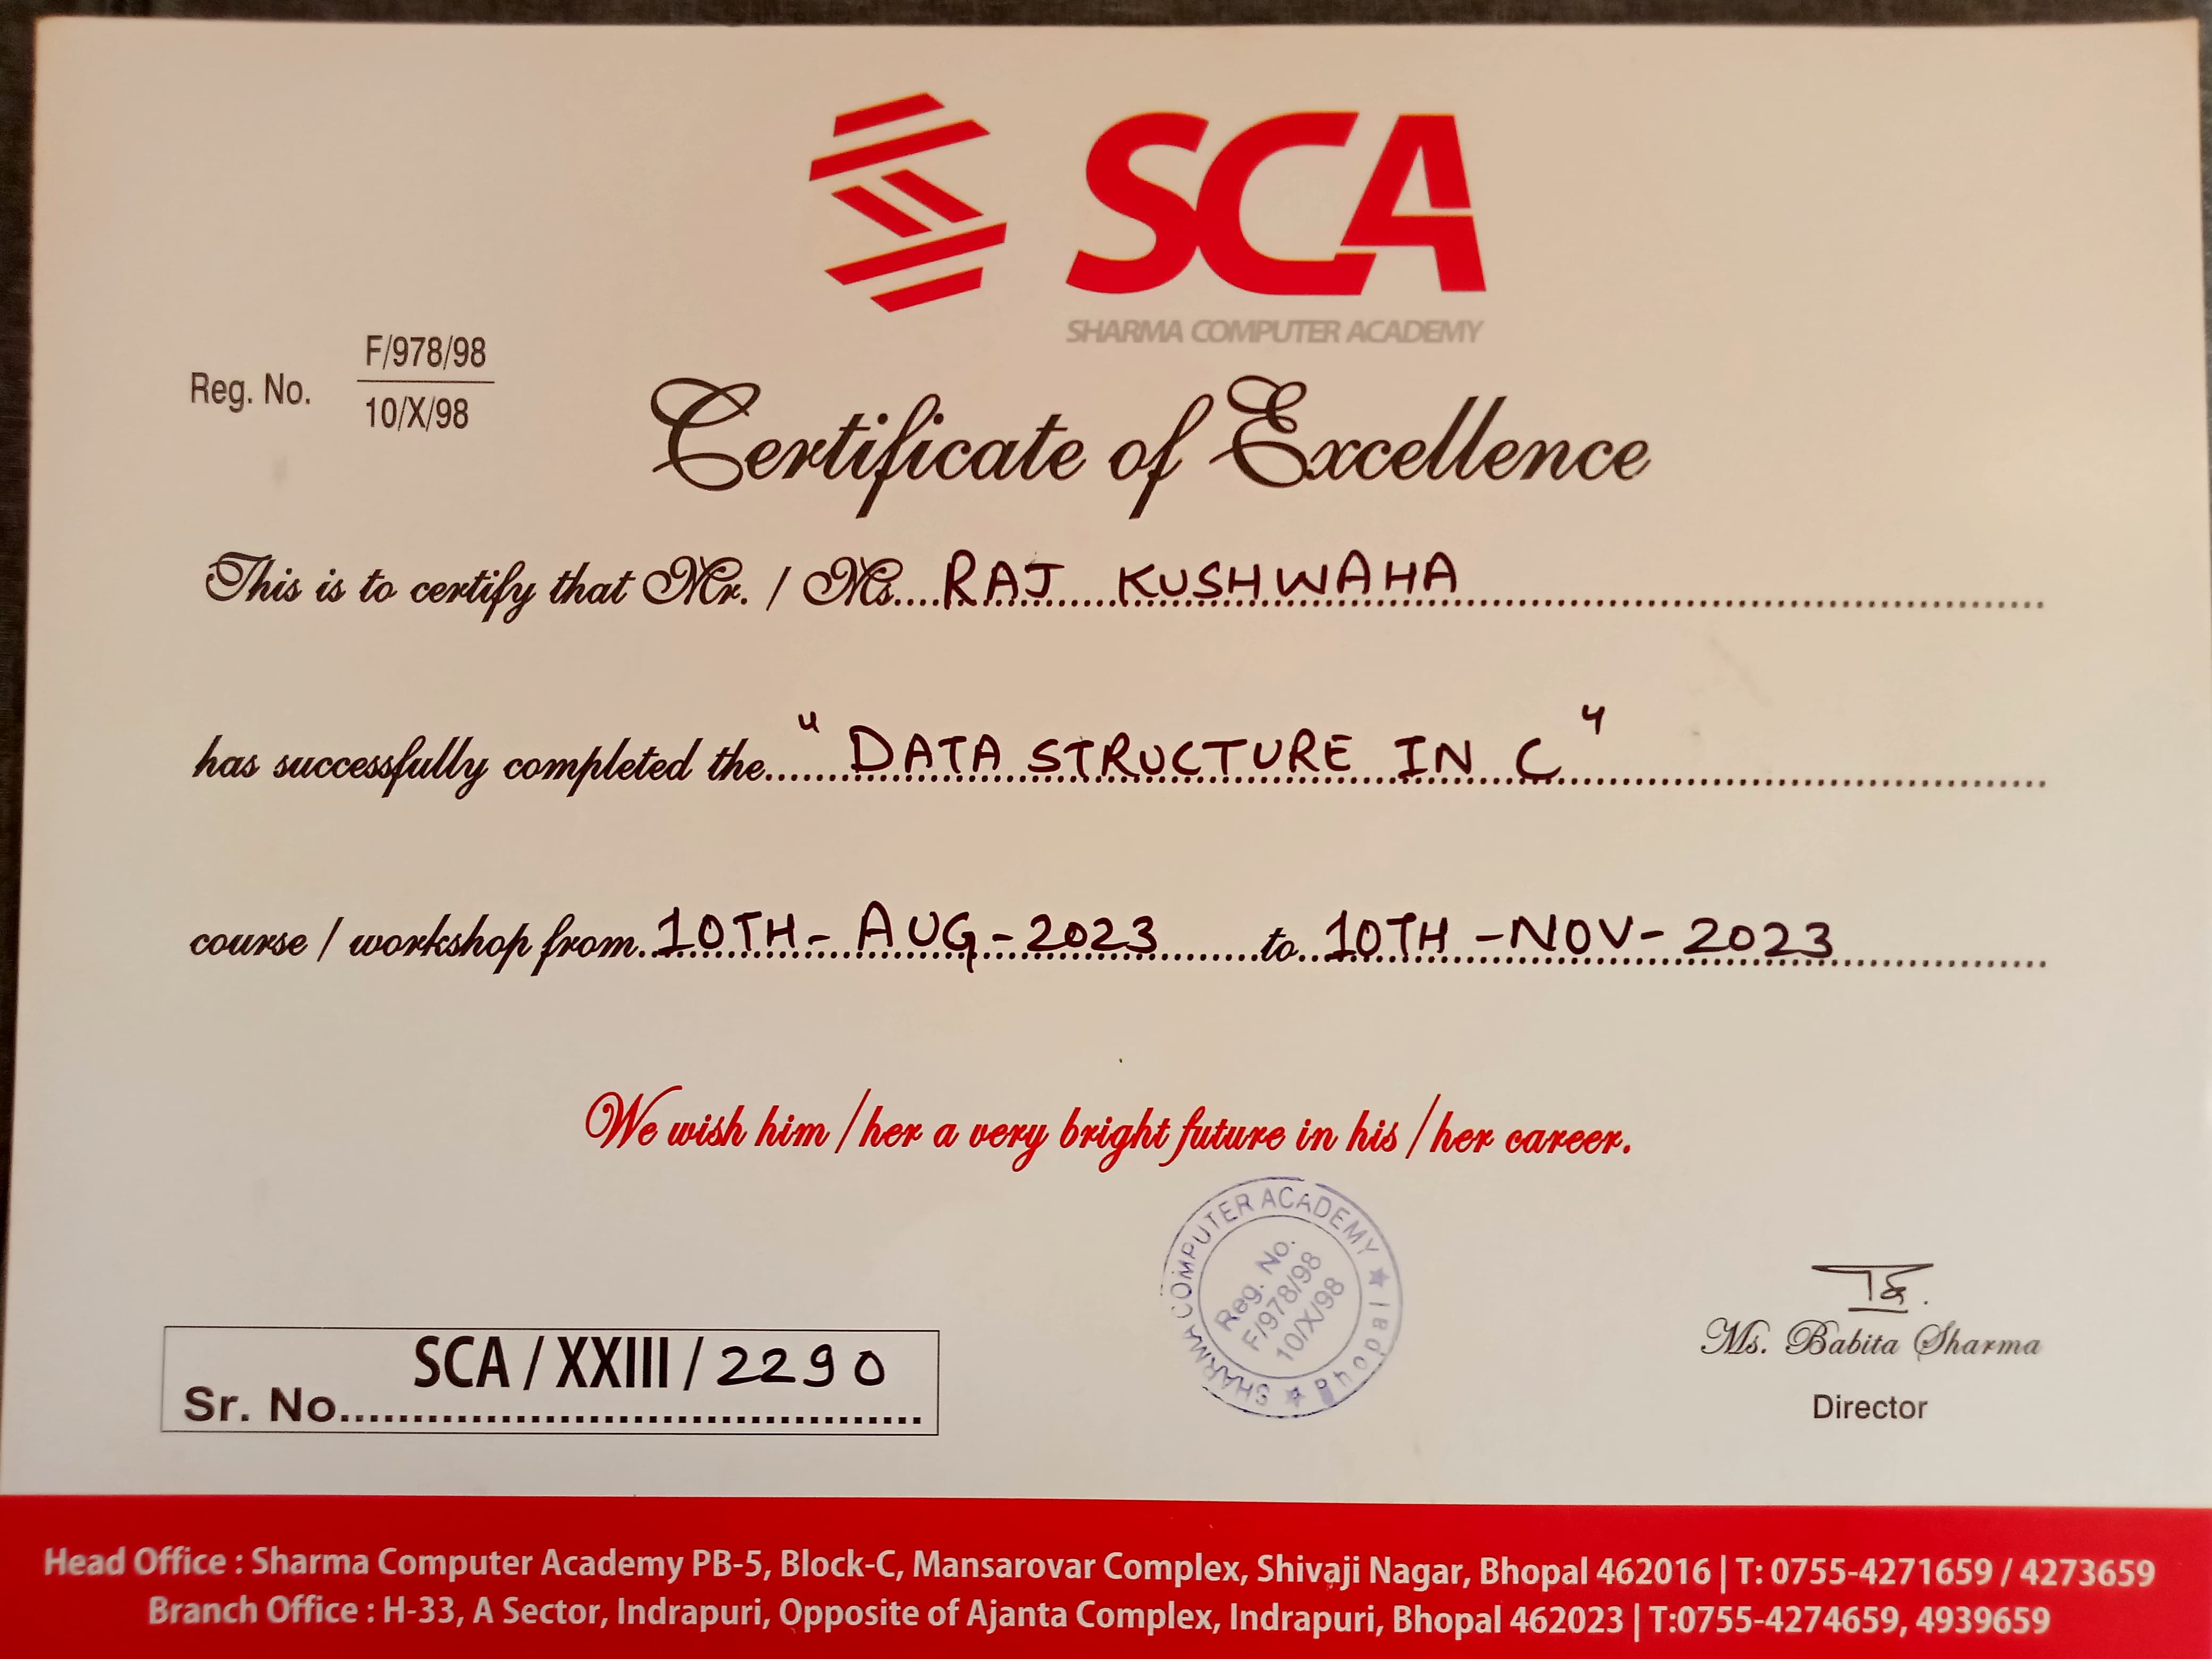 SCA
SHARMA COMPUTER ACADEMY
Reg. No. F/978/98
10/X/98
Certificate of Excellence
This is to certify that Mr. / Ms....RAJ KUSHWAHA
has successfully completed the......"DATA STRUCTURE IN C"
course / workshop from..10TH-AUG-2023......to..10TH-NOV-2023
We wish him/her a very bright future in his/her career.
SHARMA COMPUTER ACADEMY ★ Bhopal ★
Reg. No.
F/978/98
10/X/98
SCA / XXIII / 2290
Sr. No.
Ms. Babita Sharma
Director
Head Office : Sharma Computer Academy PB-5, Block-C, Mansarovar Complex, Shivaji Nagar, Bhopal 462016 | T: 0755-4271659 / 4273659
Branch Office : H-33, A Sector, Indrapuri, Opposite of Ajanta Complex, Indrapuri, Bhopal 462023 | T:0755-4274659, 4939659